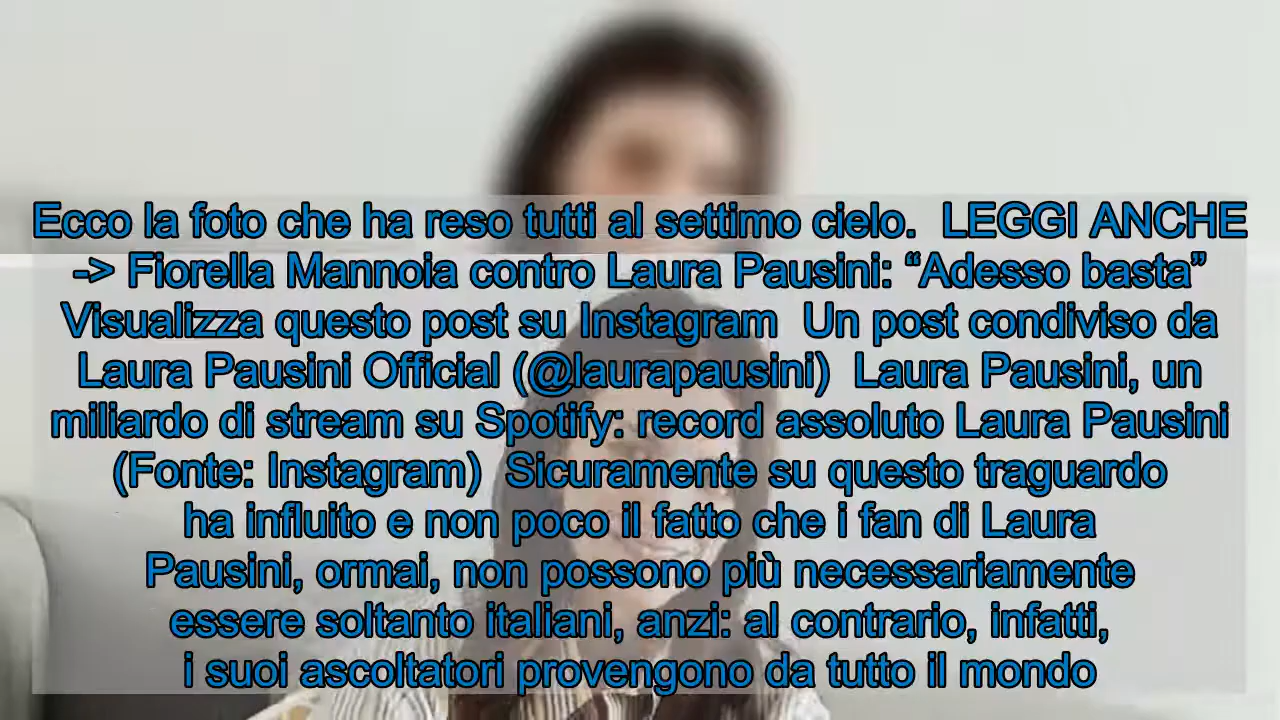 Ecco la foto che ha reso tutti al settimo cielo.  LEGGI ANCHE
-> Fiorella Mannoia contro Laura Pausini: “Adesso basta”
Visualizza questo post su Instagram  Un post condiviso da
Laura Pausini Official (@laurapausini)  Laura Pausini, un
miliardo di stream su Spotify: record assoluto Laura Pausini
(Fonte: Instagram)  Sicuramente su questo traguardo
ha influito e non poco il fatto che i fan di Laura
Pausini, ormai, non possono più necessariamente
essere soltanto italiani, anzi: al contrario, infatti,
i suoi ascoltatori provengono da tutto il mondo